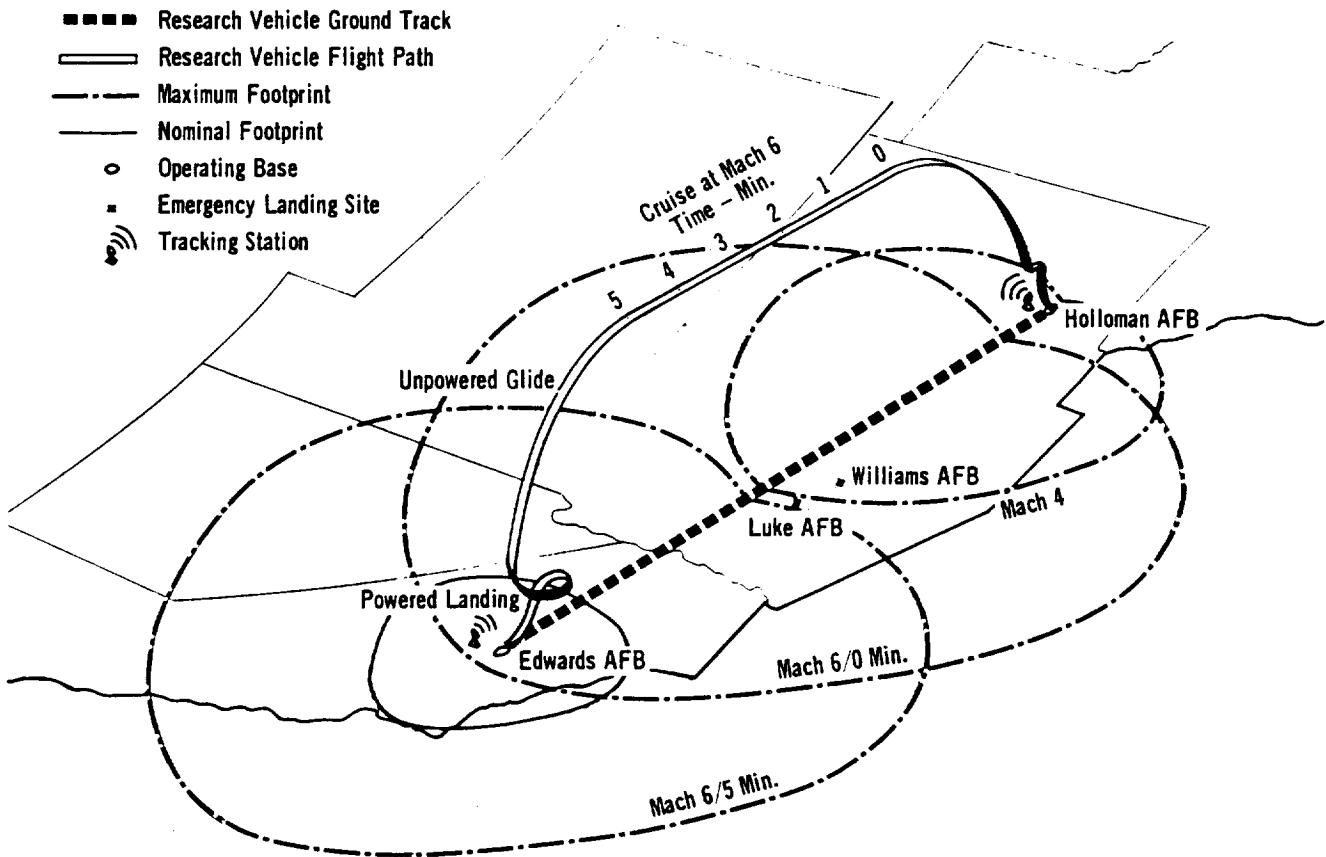 Research Vehicle Ground Track
Research Vehicle Flight Path
Maximum Footprint
Nominal Footprint
Operating Base
Emergency Landing Site
Tracking Station
Cruise at Mach 6
Time – Min.
0
1
2
3
4
5
Holloman AFB
Unpowered Glide
Williams AFB
Mach 4
Luke AFB
Powered Landing
Edwards AFB
Mach 6/0 Min.
Mach 6/5 Min.